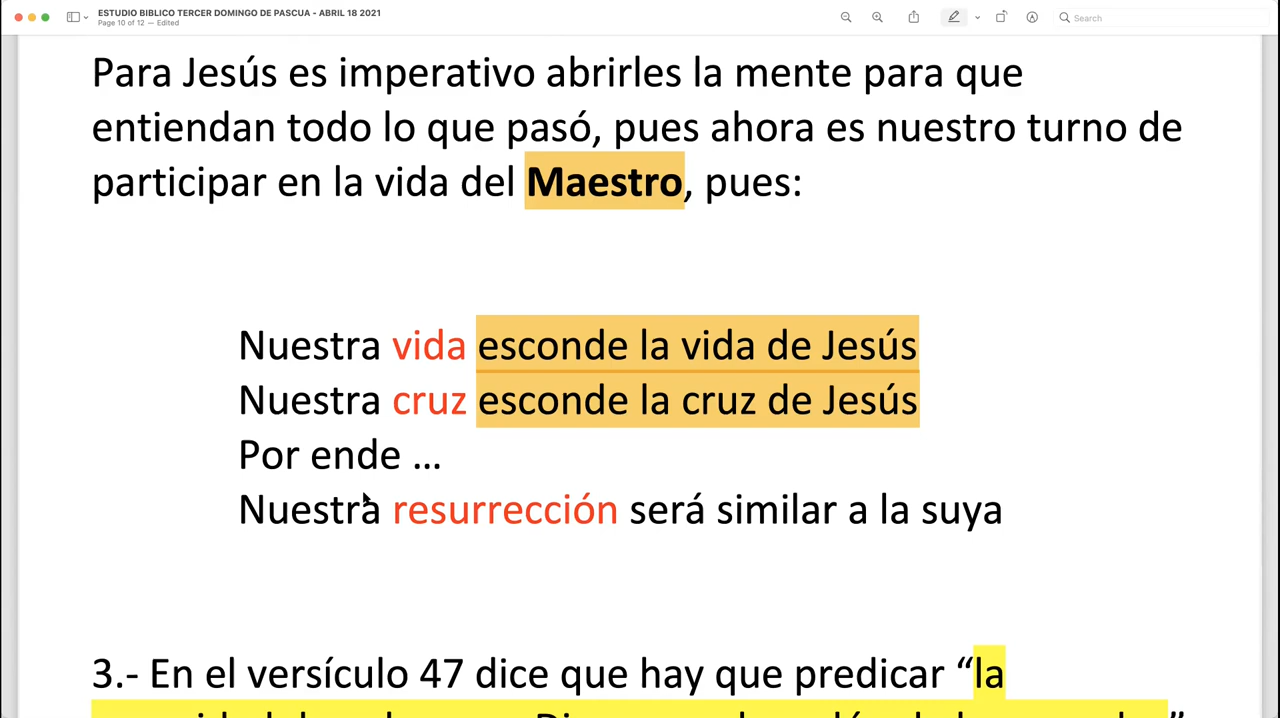 ESTUDIO BIBLICO TERCER DOMINGO DE PASCUA - ABRIL 18 2021
Page 10 of 12 — Edited
Search
Para Jesús es imperativo abrirles la mente para que
entiendan todo lo que pasó, pues ahora es nuestro turno de
participar en la vida del Maestro, pues:
Nuestra vida esconde la vida de Jesús
Nuestra cruz esconde la cruz de Jesús
Por ende ...
Nuestra resurrección será similar a la suya
3.- En el versículo 47 dice que hay que predicar “la